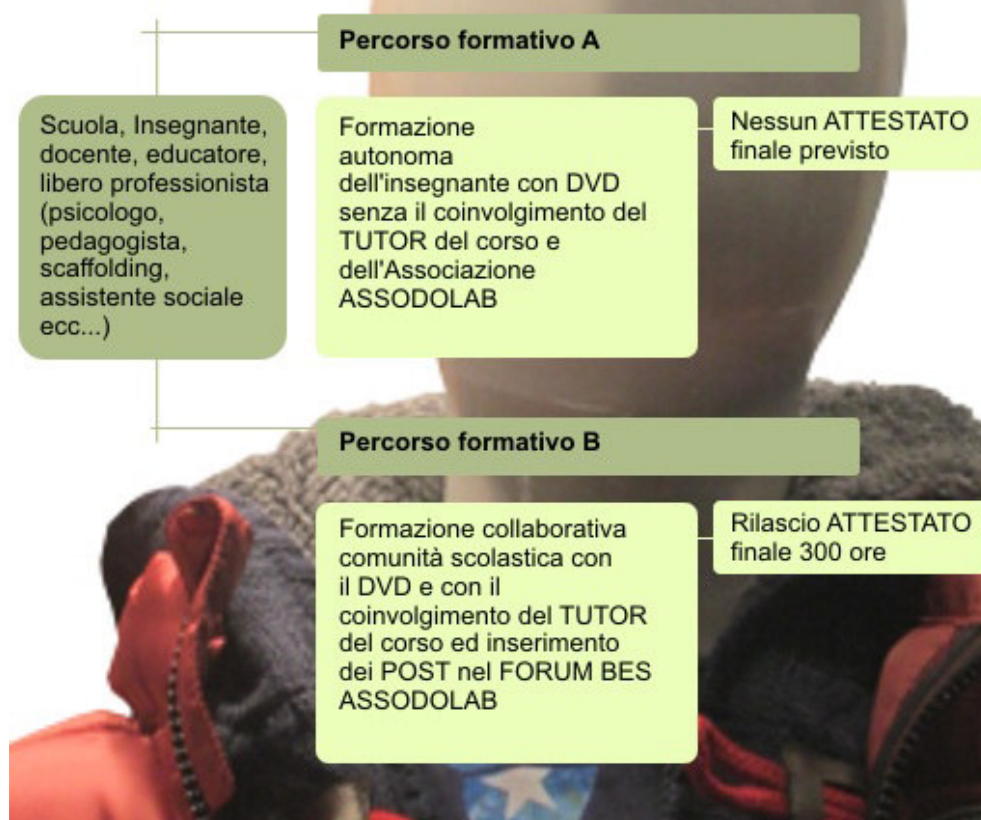 Percorso formativo A
Scuola, Insegnante,
docente, educatore,
libero professionista
(psicologo,
pedagogista,
scaffolding,
assistente sociale
ecc...)
Formazione
autonoma
dell'insegnante con DVD
senza il coinvolgimento del
TUTOR del corso e
dell'Associazione
ASSODOLAB
Nessun ATTESTATO
finale previsto
Percorso formativo B
Formazione collaborativa
comunità scolastica con
il DVD e con il
coinvolgimento del TUTOR
del corso ed inserimento
dei POST nel FORUM BES
ASSODOLAB
Rilascio ATTESTATO
finale 300 ore